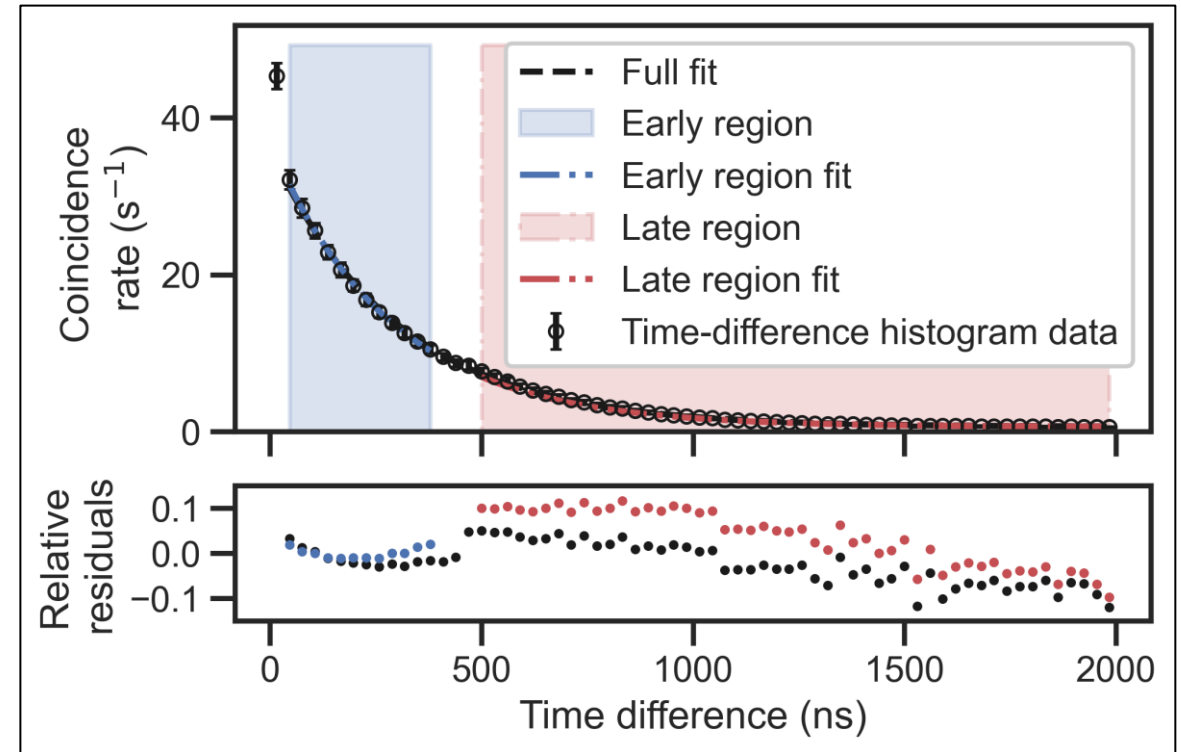 Coincidence
rate (s⁻¹)
40
20
0
Full fit
Early region
Early region fit
Late region
Late region fit
Time-difference histogram data
Relative
residuals
0.1
0.0
−0.1
0
500
1000
1500
2000
Time difference (ns)